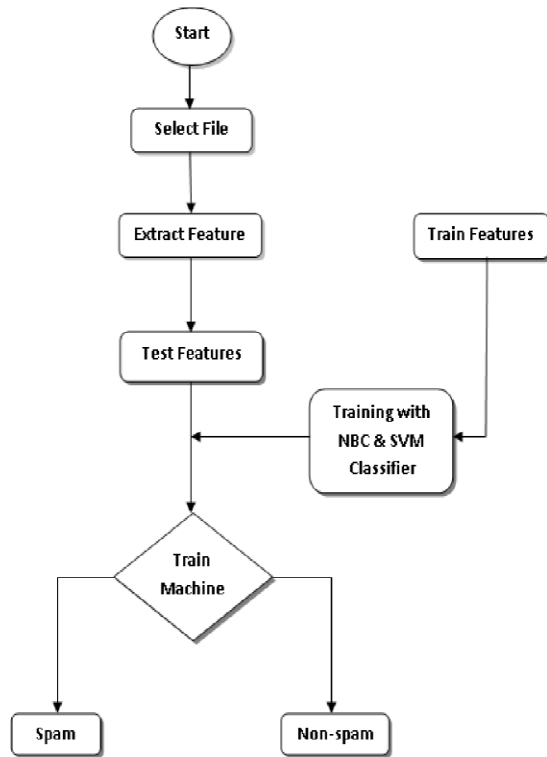 Start
Select File
Extract Feature
Train Features
Test Features
Training with
NBC & SVM
Classifier
Train
Machine
Spam
Non-spam